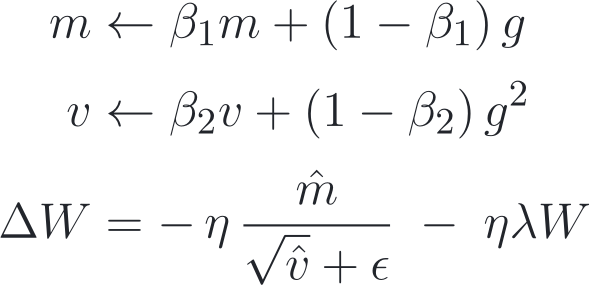 m ← β₁m + (1 − β₁) g
v ← β₂v + (1 − β₂) g²
ΔW = − η m̂ / (√v̂ + ϵ) − ηλW